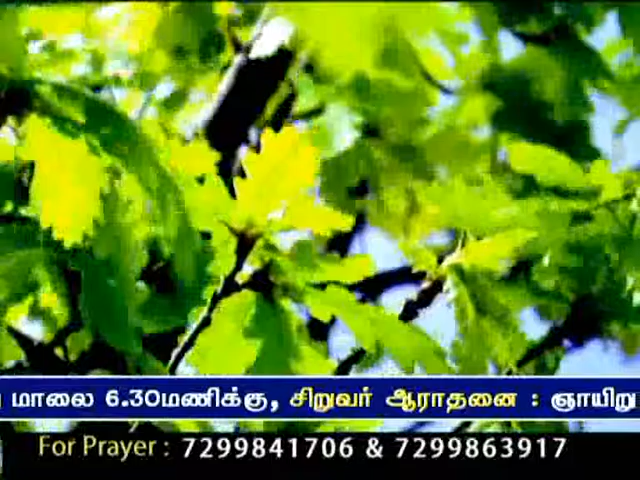 மாலை 6.30மணிக்கு, சிறுவர் ஆராதனை : ஞாயிறு
For Prayer : 7299841706 & 7299863917